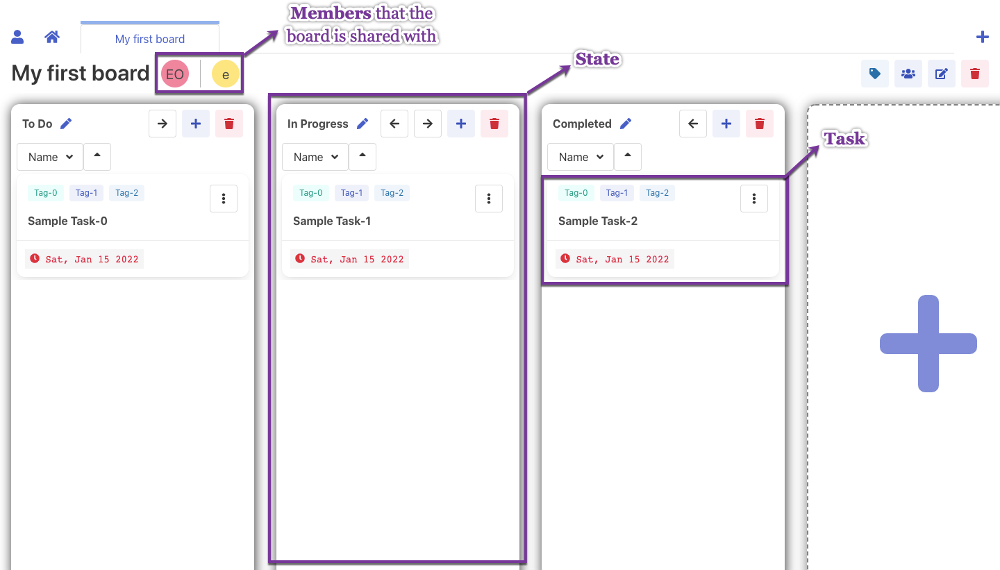 Members that the
board is shared with
My first board
State
My first board
EO
e
To Do
In Progress
Completed
Task
Name
Name
Name
Tag-0 Tag-1 Tag-2
Tag-0 Tag-1 Tag-2
Tag-0 Tag-1 Tag-2
Sample Task-0
Sample Task-1
Sample Task-2
Sat, Jan 15 2022
Sat, Jan 15 2022
Sat, Jan 15 2022